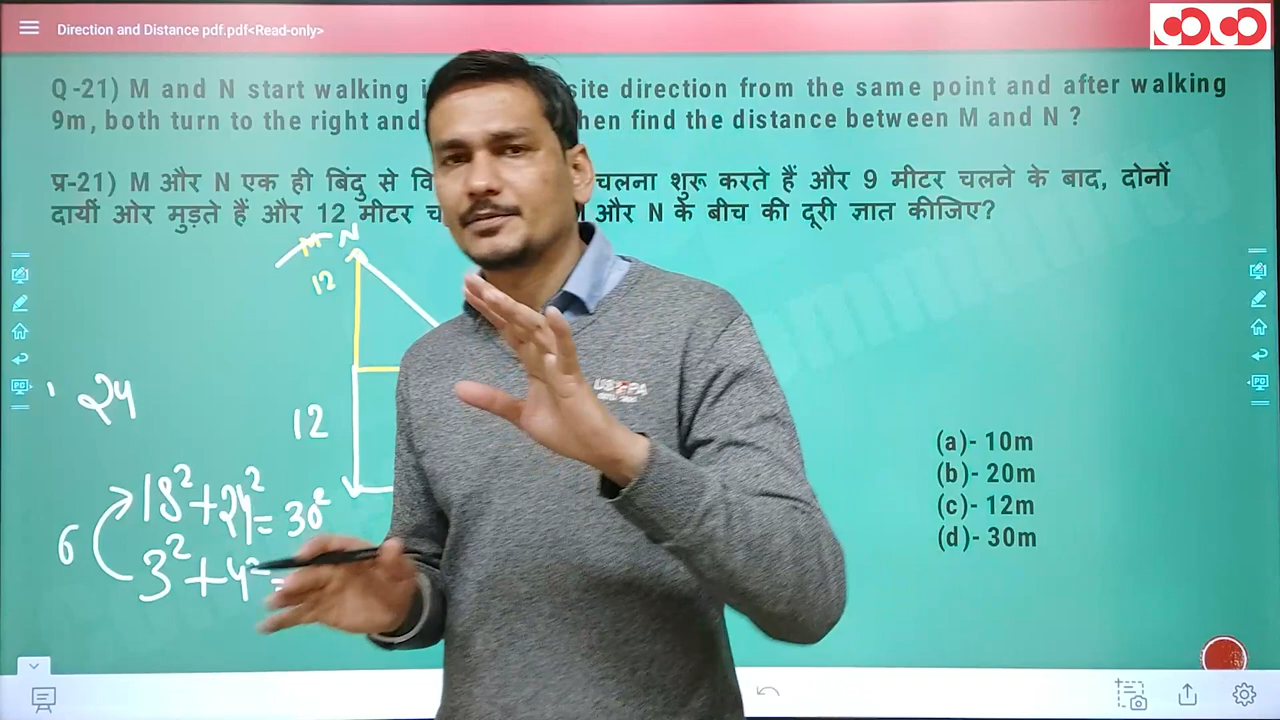 Direction and Distance pdf.pdf<Read-only>
Q-21) M and N start walking i site direction from the same point and after walking
9m, both turn to the right and hen find the distance between M and N ?
प्र-21) M और N एक ही बिंदु से वि चलना शुरू करते हैं और 9 मीटर चलने के बाद, दोनों
दायीं ओर मुड़ते हैं और 12 मीटर च M और N के बीच की दूरी ज्ञात कीजिए?
M N
12
24
12
18²+24²=30²
6
3²+4²=
(a)- 10m
(b)- 20m
(c)- 12m
(d)- 30m